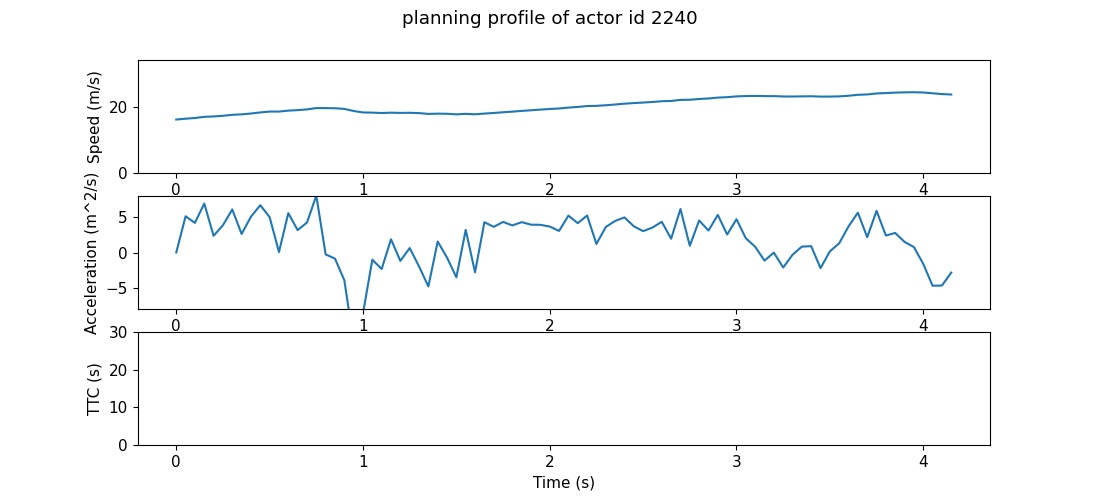 planning profile of actor id 2240
Speed (m/s)
20
0
0 1 2 3 4
Acceleration (m^2/s)
5
0
−5
0 1 2 3 4
TTC (s)
30
20
10
0
0 1 2 3 4
Time (s)